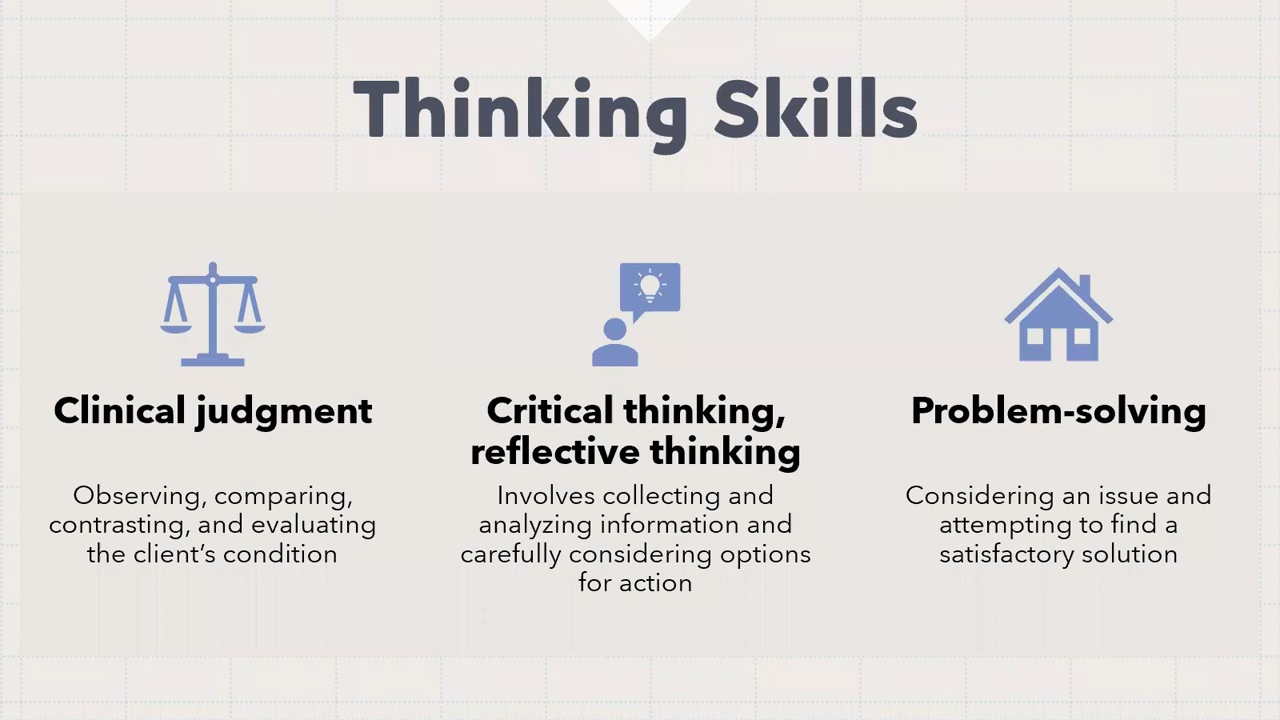 Thinking Skills
Clinical judgment
Observing, comparing,
contrasting, and evaluating
the client’s condition
Critical thinking,
reflective thinking
Involves collecting and
analyzing information and
carefully considering options
for action
Problem-solving
Considering an issue and
attempting to find a
satisfactory solution